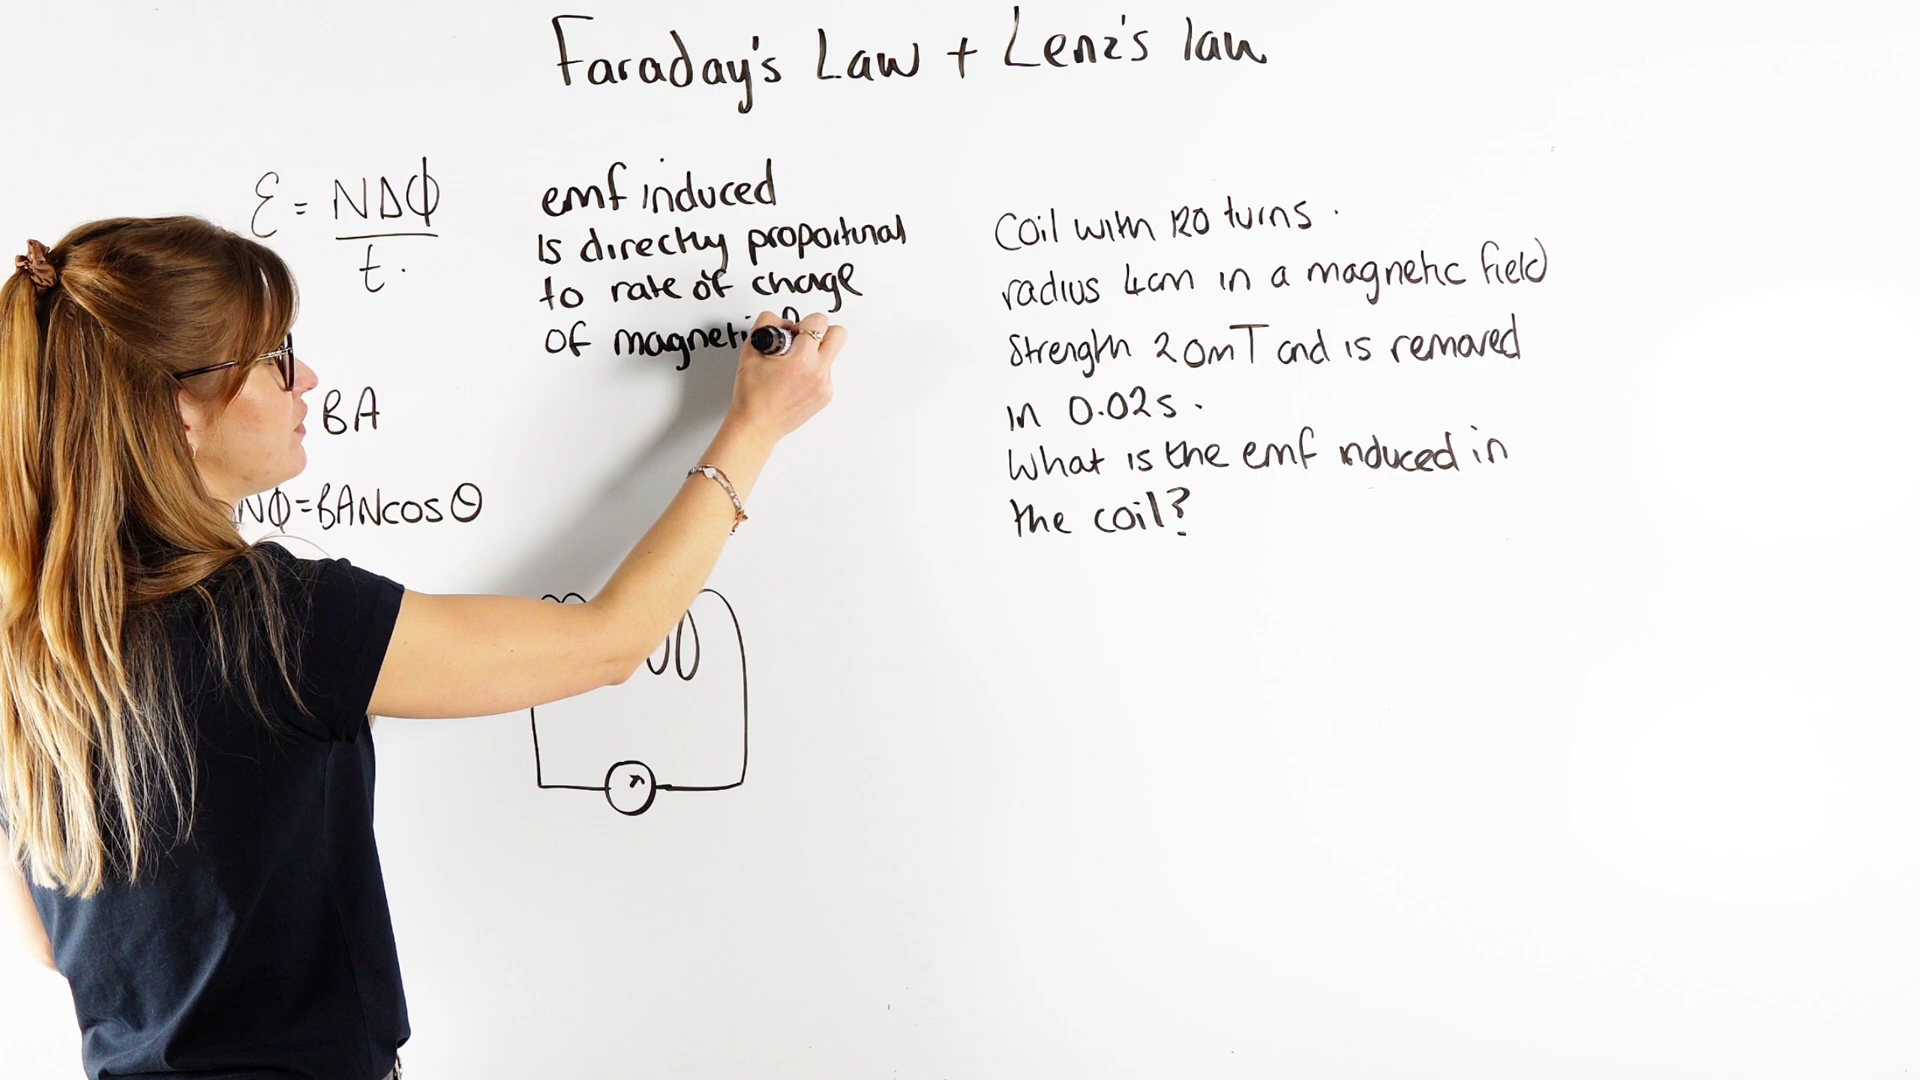 Faraday's Law + Lenz's law
ε = NΔΦ
t.
BA
NΦ=BANcosΘ
emf induced
is directly proportional
to rate of change
of magneti
Coil with 120 turns.
radius 4cm in a magnetic field
Strength 20mT and is removed
in 0.02s.
What is the emf induced in
the coil?